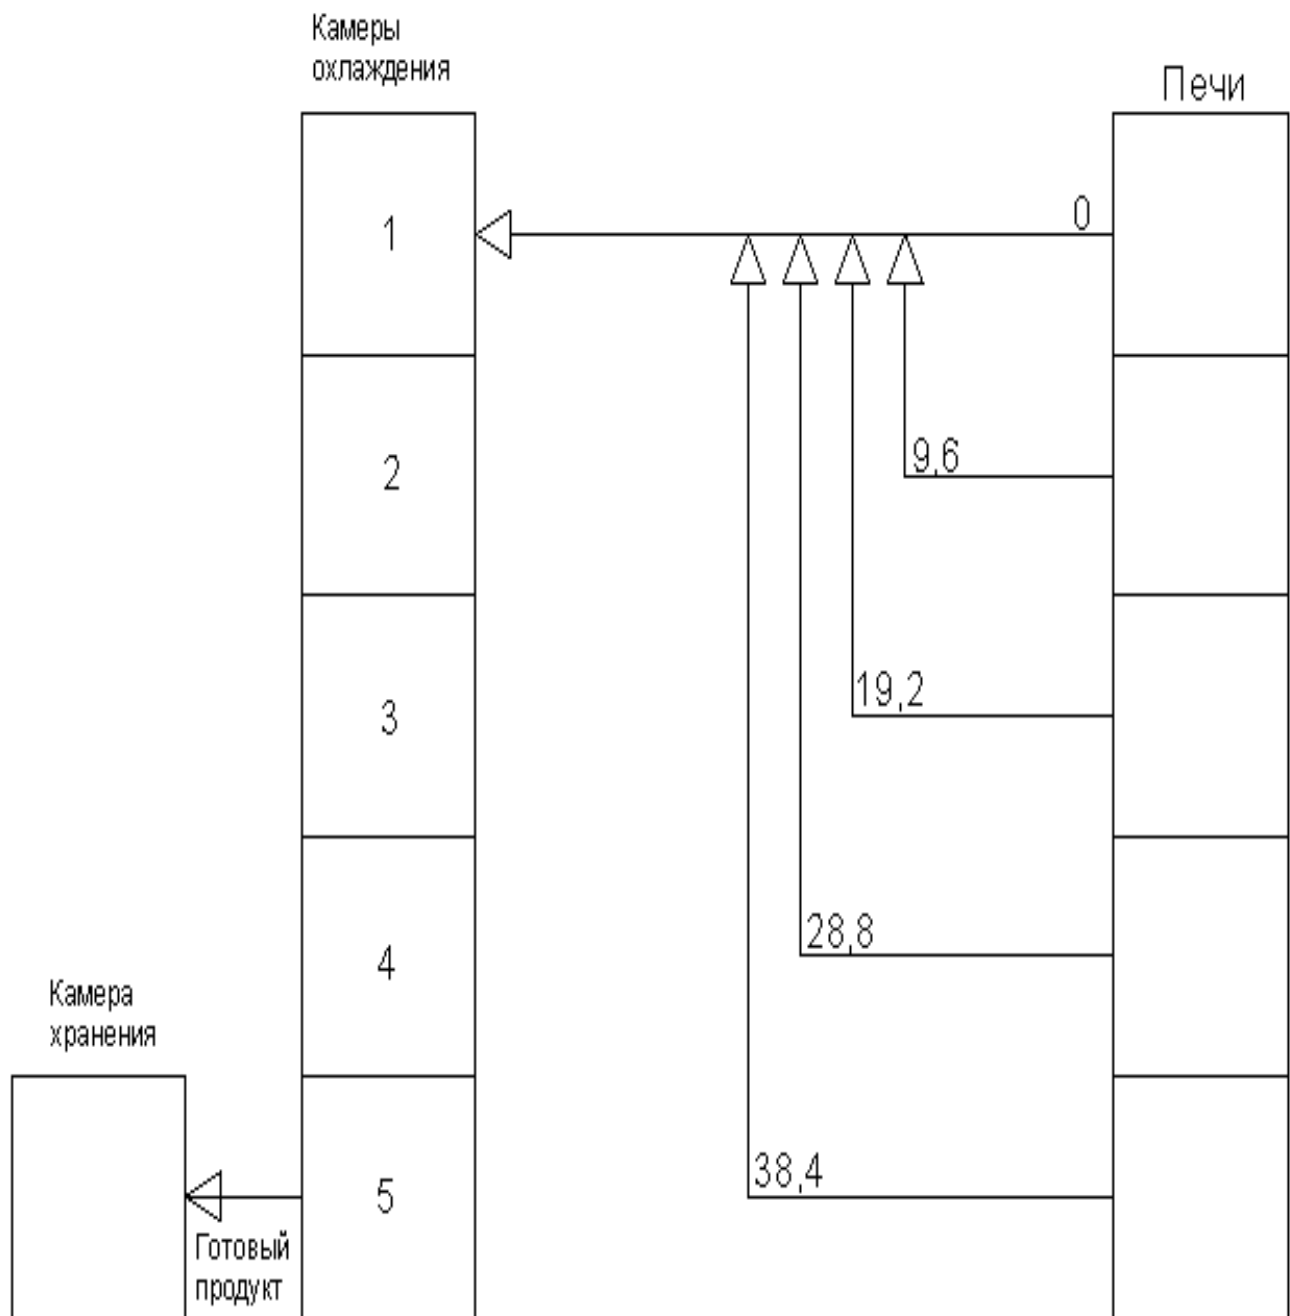 Камеры
охлаждения
Печи
1
0
2
9,6
3
19,2
4
28,8
Камера
хранения
5
38,4
Готовый
продукт